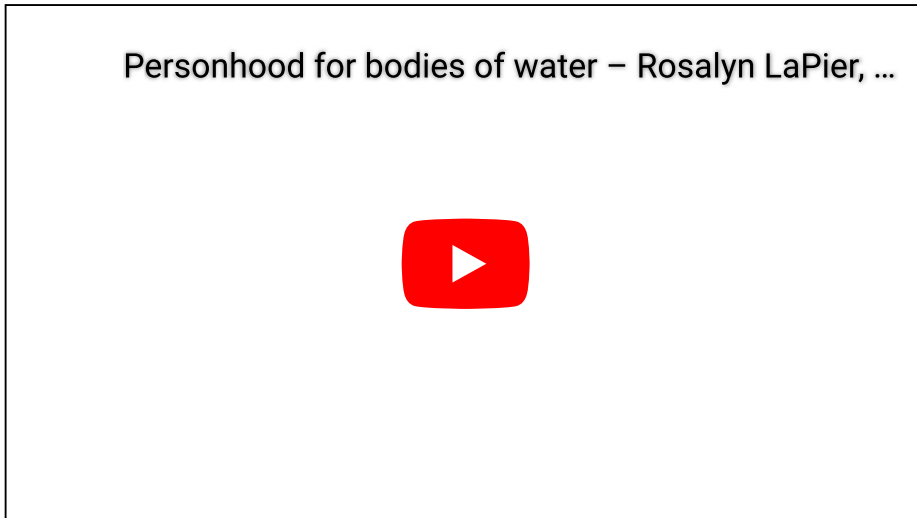 Personhood for bodies of water – Rosalyn LaPier, ...